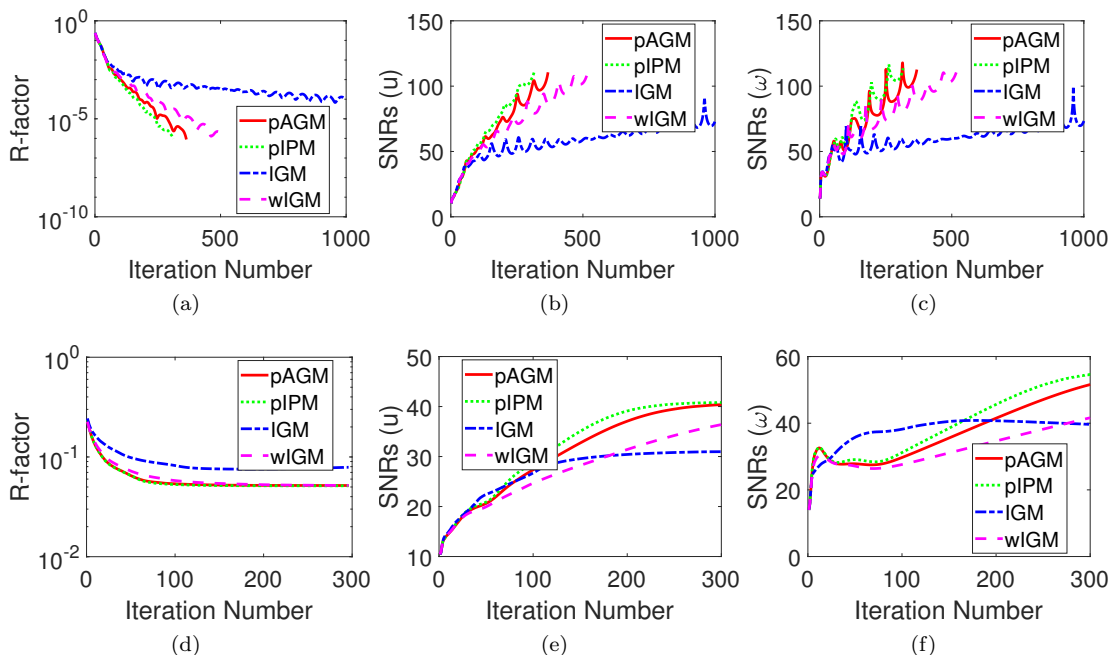 10^0
10^-5
10^-10
R-factor
pAGM
pIPM
IGM
wIGM
0 500 1000
Iteration Number
(a)
150
100
50
0
SNRs (u)
pAGM
pIPM
IGM
wIGM
0 500 1000
Iteration Number
(b)
150
100
50
0
SNRs (ω)
pAGM
pIPM
IGM
wIGM
0 500 1000
Iteration Number
(c)
10^0
10^-1
10^-2
R-factor
pAGM
pIPM
IGM
wIGM
0 100 200 300
Iteration Number
(d)
50
40
30
20
10
SNRs (u)
pAGM
pIPM
IGM
wIGM
0 100 200 300
Iteration Number
(e)
60
40
20
0
SNRs (ω)
pAGM
pIPM
IGM
wIGM
0 100 200 300
Iteration Number
(f)